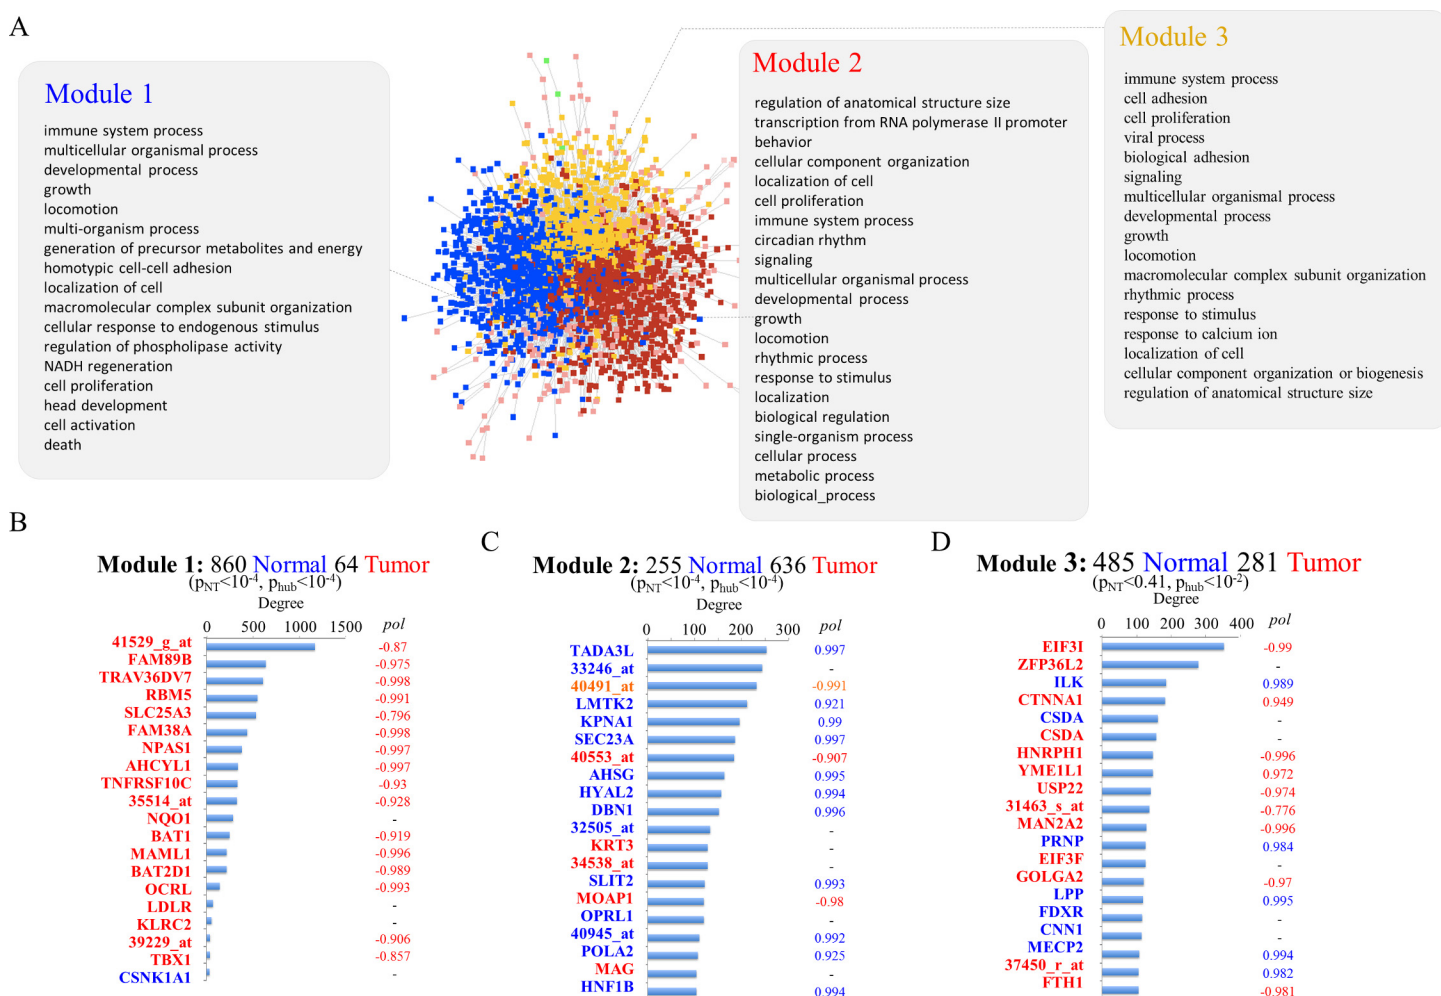 A
Module 1
immune system process
multicellular organismal process
developmental process
growth
locomotion
multi-organism process
generation of precursor metabolites and energy
homotypic cell-cell adhesion
localization of cell
macromolecular complex subunit organization
cellular response to endogenous stimulus
regulation of phospholipase activity
NADH regeneration
cell proliferation
head development
cell activation
death
Module 2
regulation of anatomical structure size
transcription from RNA polymerase II promoter
behavior
cellular component organization
localization of cell
cell proliferation
immune system process
circadian rhythm
signaling
multicellular organismal process
developmental process
growth
locomotion
rhythmic process
response to stimulus
localization
biological regulation
single-organism process
cellular process
metabolic process
biological_process
Module 3
immune system process
cell adhesion
cell proliferation
viral process
biological adhesion
signaling
multicellular organismal process
developmental process
growth
locomotion
macromolecular complex subunit organization
rhythmic process
response to stimulus
response to calcium ion
localization of cell
cellular component organization or biogenesis
regulation of anatomical structure size
B
Module 1: 860 Normal 64 Tumor
(pNT<10-4, phub<10-4)
Degree
0 500 1000 1500 pol
41529_g_at -0.87
FAM89B -0.975
TRAV36DV7 -0.998
RBM5 -0.991
SLC25A3 -0.796
FAM38A -0.998
NPAS1 -0.997
AHCYL1 -0.997
TNFRSF10C -0.93
35514_at -0.928
NQO1 -
BAT1 -0.919
MAML1 -0.996
BAT2D1 -0.989
OCRL -0.993
LDLR -
KLRC2 -
39229_at -0.906
TBX1 -0.857
CSNK1A1 -
C
Module 2: 255 Normal 636 Tumor
(pNT<10-4, phub<10-4)
Degree
0 100 200 300 pol
TADA3L 0.997
33246_at -
40491_at -0.991
LMTK2 0.921
KPNA1 0.99
SEC23A 0.997
40553_at -0.907
AHSG 0.995
HYAL2 0.994
DBN1 0.996
32505_at -
KRT3 -
34538_at -
SLIT2 0.993
MOAP1 -0.98
OPRL1 -
40945_at 0.992
POLA2 0.925
MAG -
HNF1B 0.994
D
Module 3: 485 Normal 281 Tumor
(pNT<0.41, phub<10-2)
Degree
0 100 200 300 400 pol
EIF3I -0.99
ZFP36L2 -
ILK 0.989
CTNNA1 0.949
CSDA -
CSDA -
HNRPH1 -0.996
YME1L1 0.972
USP22 -0.974
31463_s_at -0.776
MAN2A2 -0.996
PRNP 0.984
EIF3F -
GOLGA2 -0.97
LPP 0.995
FDXR -
CNN1 -
MECP2 0.994
37450_r_at 0.982
FTH1 -0.981